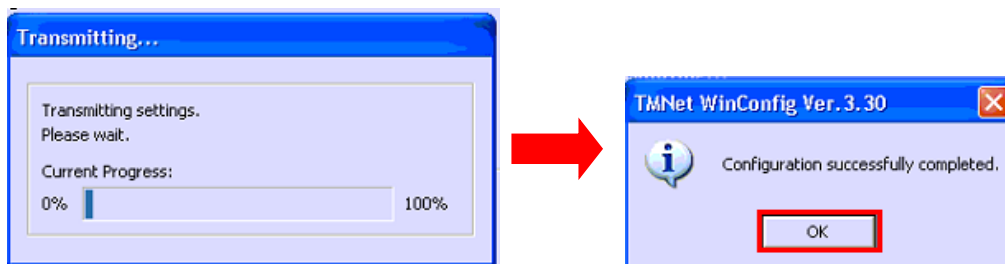 Transmitting...
Transmitting settings.
Please wait.
Current Progress:
0% 100%
TMNet WinConfig Ver.3.30
Configuration successfully completed.
OK